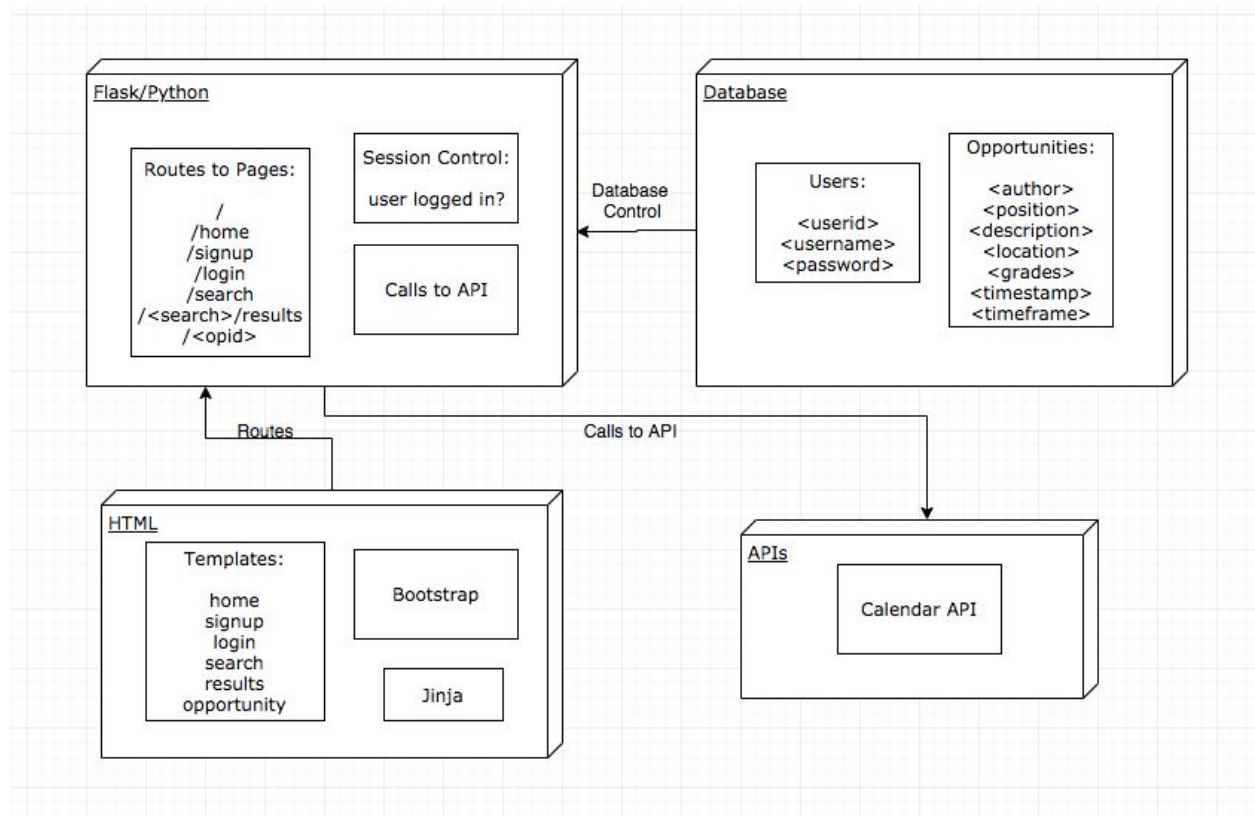 Flask/Python
Routes to Pages:
/
/home
/signup
/login
/search
/<search>/results
/<opid>
Session Control:
user logged in?
Calls to API
Database
Control
Database
Users:
<userid>
<username>
<password>
Opportunities:
<author>
<position>
<description>
<location>
<grades>
<timestamp>
<timeframe>
Routes
Calls to API
HTML
Templates:
home
signup
login
search
results
opportunity
Bootstrap
Jinja
APIs
Calendar API